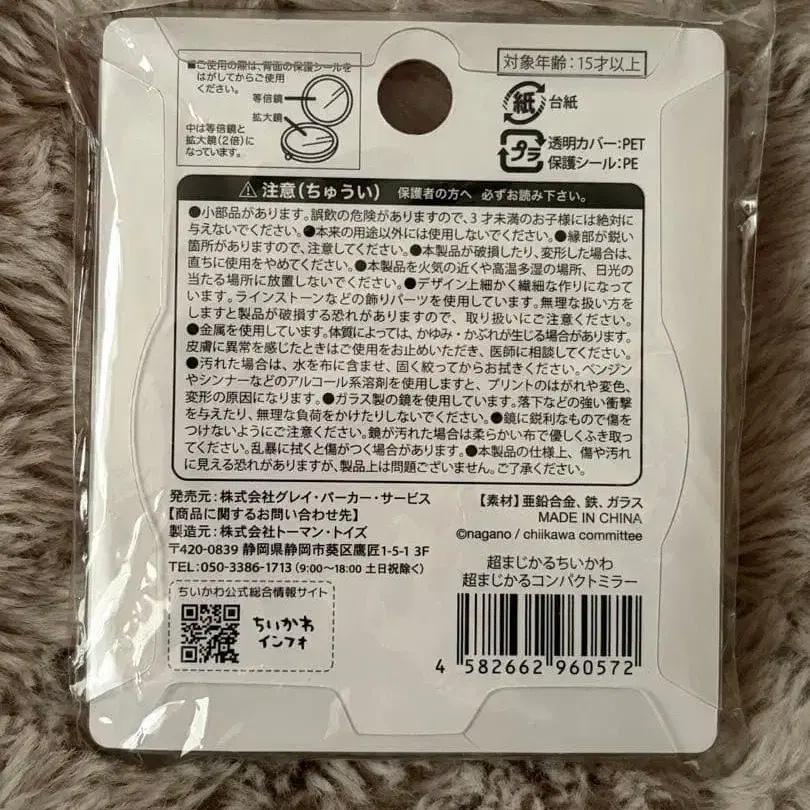 ■ご使用の際は、背面の保護シールを
はがしてからご使用
ください。
等倍鏡
拡大鏡
中は等倍鏡と
拡大鏡(2倍)に
なっています。
対象年齢:15才以上
紙 台紙
プラ 透明カバー:PET
保護シール:PE
⚠ 注意(ちゅうい) 保護者の方へ 必ずお読み下さい。
●小部品があります。誤飲の危険がありますので、3才未満のお子様には絶対に
与えないでください。●本来の用途以外には使用しないでください。●縁部が鋭い
箇所がありますので、注意してください。●本製品が破損したり、変形した場合は、
直ちに使用をやめてください。●本製品を火気の近くや高温多湿の場所、日光の
当たる場所に放置しないでください。●デザイン上細かく繊細な作りになって
います。ラインストーンなどの飾りパーツを使用しています。無理な扱い方を
しますと製品が破損する恐れがありますので、取り扱いにご注意ください。
●金属を使用しています。体質によっては、かゆみ・かぶれが生じる場合があります。
皮膚に異常を感じたときはご使用をお止めいただき、医師に相談してください。
●汚れた場合は、水を布に含ませ、固く絞ってからお拭きください。ベンジン
やシンナーなどのアルコール系溶剤を使用しますと、プリントのはがれや変色、
変形の原因になります。●ガラス製の鏡を使用しています。落下などの強い衝撃
を与えたり、無理な負荷をかけたりしないでください。●鏡に鋭利なもので傷を
つけないようにご注意ください。鏡が汚れた場合は柔らかい布で優しくふき取っ
てください。乱暴に拭くと傷がつく場合があります。●本製品の仕様上、傷や汚れ
に見える恐れがありますが、製品上は問題ございません。ご了承ください。
発売元:株式会社グレイ・パーカー・サービス
【商品に関するお問い合わせ先】
製造元:株式会社トーマン・トイズ
〒420-0839 静岡県静岡市葵区鷹匠1-5-1 3F
TEL:050-3386-1713(9:00〜18:00 土日祝除く)
【素材】亜鉛合金、鉄、ガラス
MADE IN CHINA
©nagano / chiikawa committee
ちいかわ公式総合情報サイト
ちいかわ
インフォ
超まじかるちいかわ
超まじかるコンパクトミラー
4 582662 960572